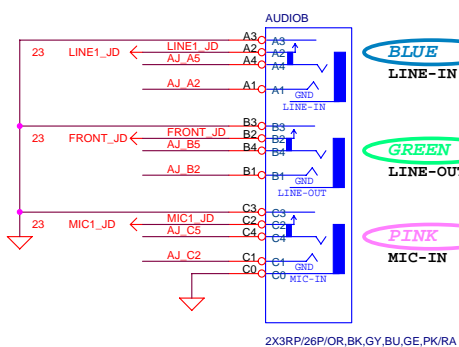 AUDIOB
A3 A3
23 LINE1_JD LINE1_JD A2 A2
AJ_A5 A4 A4
BLUE
LINE-IN
AJ_A2 A1 A1
GND
LINE-IN
B3 B3
23 FRONT_JD FRONT_JD B2 B2
AJ_B5 B4 B4
GREEN
LINE-OUT
AJ_B2 B1 B1
GND
LINE-OUT
C3 C3
23 MIC1_JD MIC1_JD C2 C2
AJ_C5 C4 C4
PINK
MIC-IN
AJ_C2 C1 C1
GND
C0 C0
MIC-IN
2X3RP/26P/OR,BK,GY,BU,GE,PK/RA